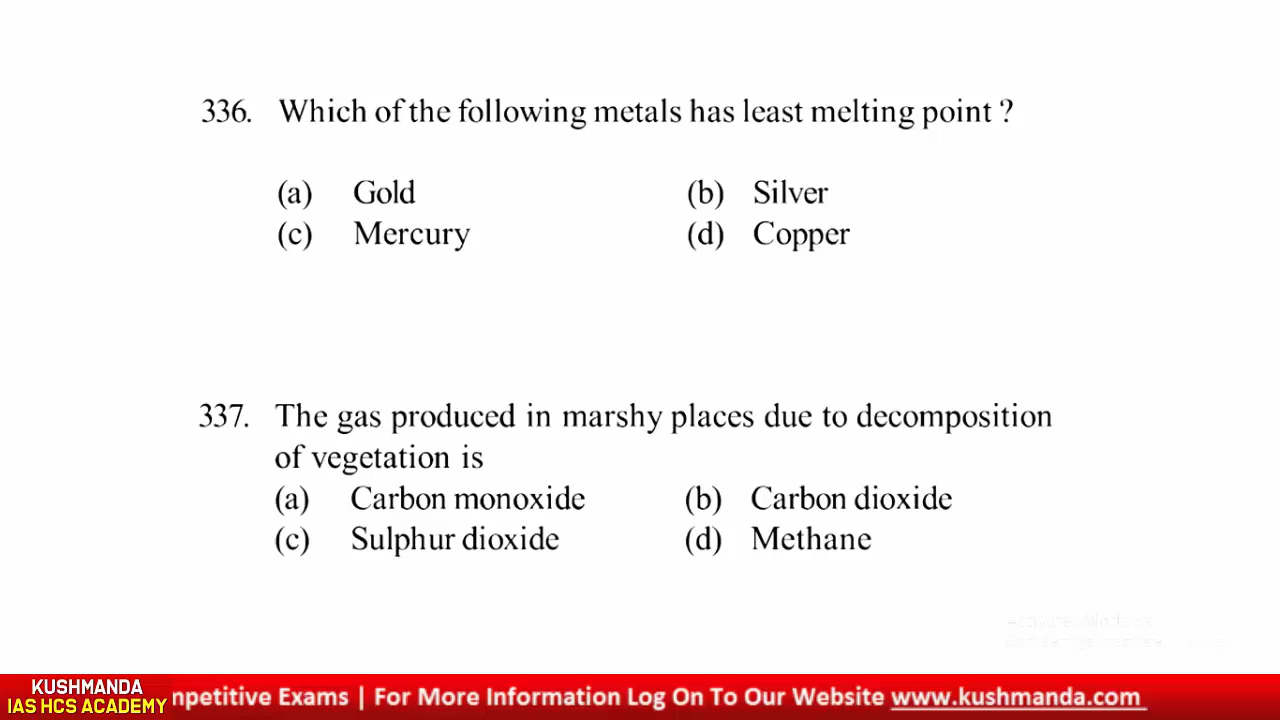 336. Which of the following metals has least melting point ?
(a) Gold (b) Silver
(c) Mercury (d) Copper
337. The gas produced in marshy places due to decomposition
of vegetation is
(a) Carbon monoxide (b) Carbon dioxide
(c) Sulphur dioxide (d) Methane
KUSHMANDA
IAS HCS ACADEMY
mpetitive Exams | For More Information Log On To Our Website www.kushmanda.com